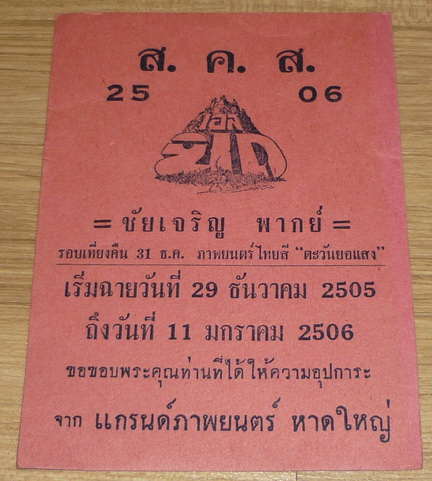 ส. ค. ส.
25 06
เอล
ซิด
= ชัยเจริญ พากย์ =
รอบเที่ยงคืน 31 ธ.ค. ภาพยนตร์ไทยสี "ตะวันยอแสง"
เริ่มฉายวันที่ 29 ธันวาคม 2505
ถึงวันที่ 11 มกราคม 2506
ขอขอบพระคุณท่านที่ได้ให้ความอุปการะ
จาก แกรนด์ภาพยนตร์ หาดใหญ่